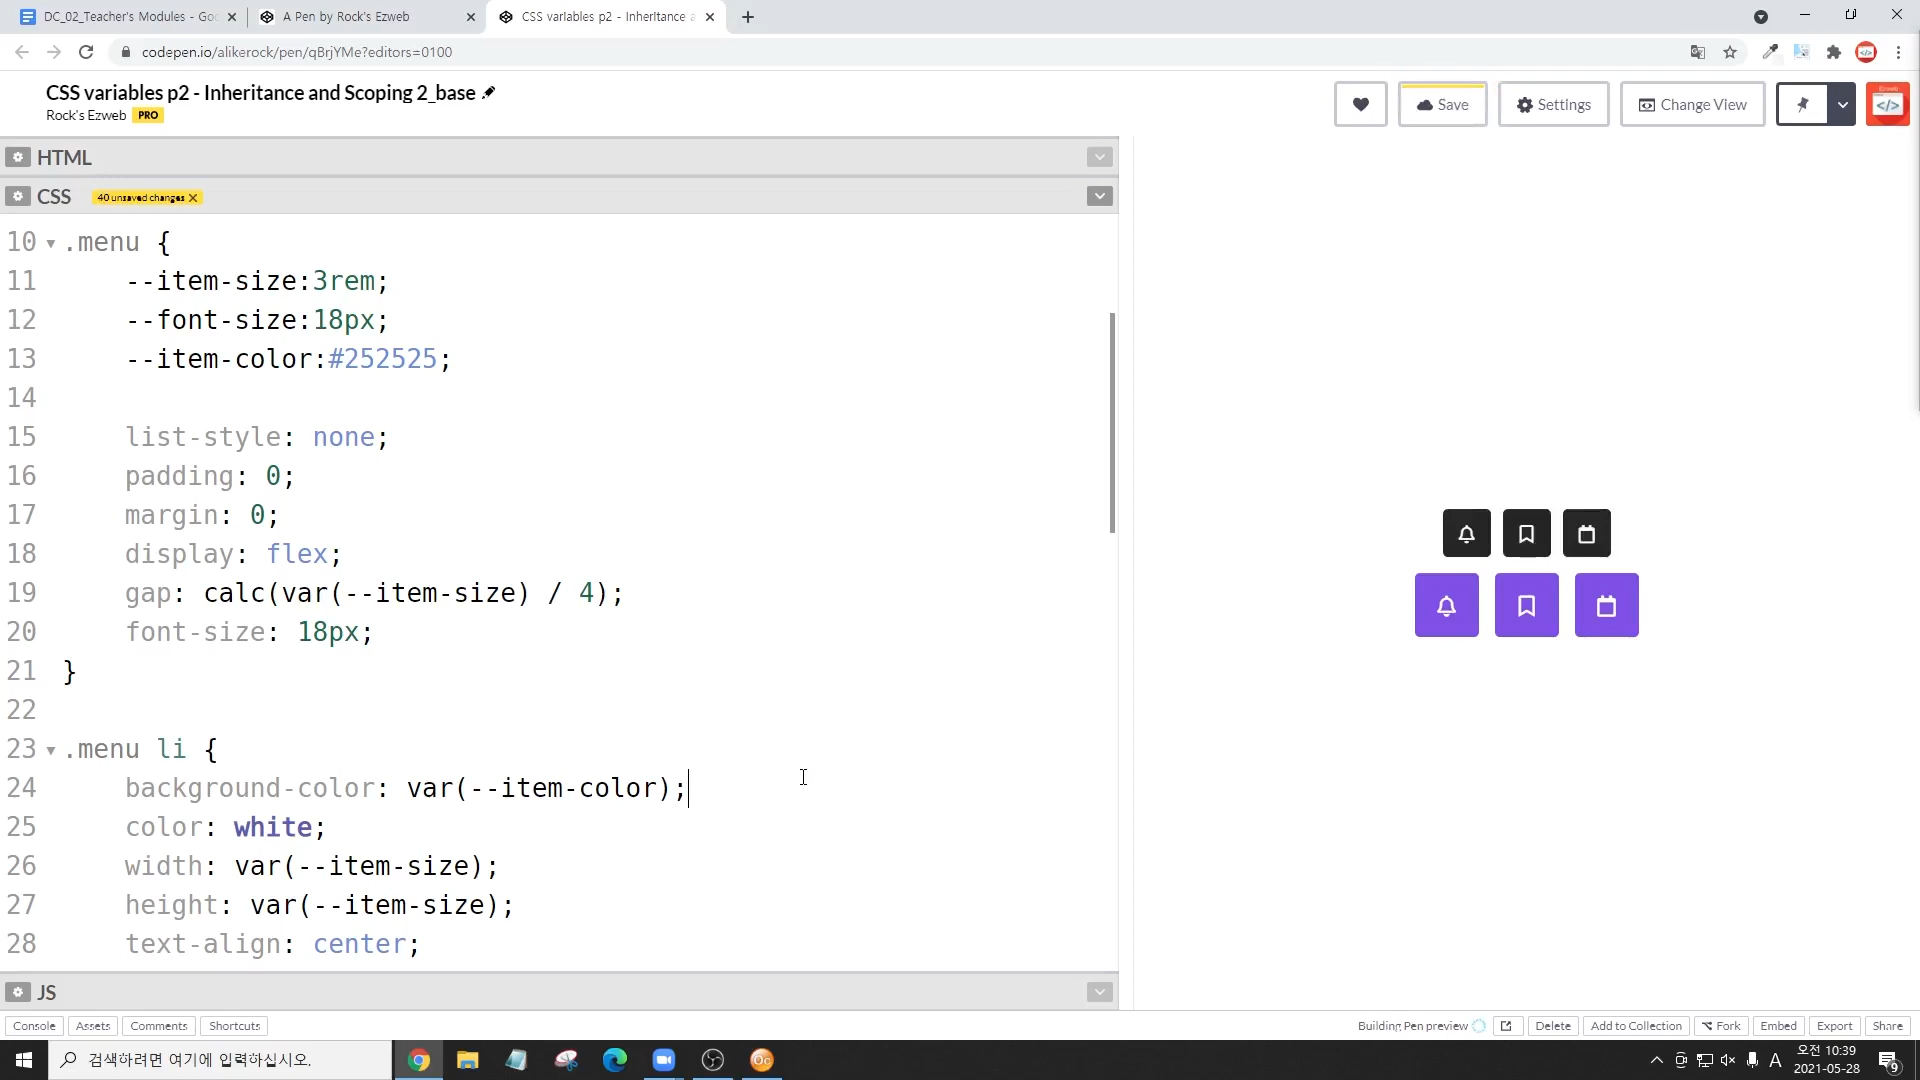 DC_02_Teacher's Modules - Goo
A Pen by Rock's Ezweb
CSS variables p2 - Inheritance a
codepen.io/alikerock/pen/qBrjYMe?editors=0100
CSS variables p2 - Inheritance and Scoping 2_base
Rock's Ezweb PRO
Save
Settings
Change View
HTML
CSS 40 unsaved changes X
10 .menu {
11 --item-size:3rem;
12 --font-size:18px;
13 --item-color:#252525;
14
15 list-style: none;
16 padding: 0;
17 margin: 0;
18 display: flex;
19 gap: calc(var(--item-size) / 4);
20 font-size: 18px;
21 }
22
23 .menu li {
24 background-color: var(--item-color);
25 color: white;
26 width: var(--item-size);
27 height: var(--item-size);
28 text-align: center;
JS
Console Assets Comments Shortcuts
Building Pen preview Delete Add to Collection Fork Embed Export Share
검색하려면 여기에 입력하십시오.
A
오전 10:39
2021-05-28
9